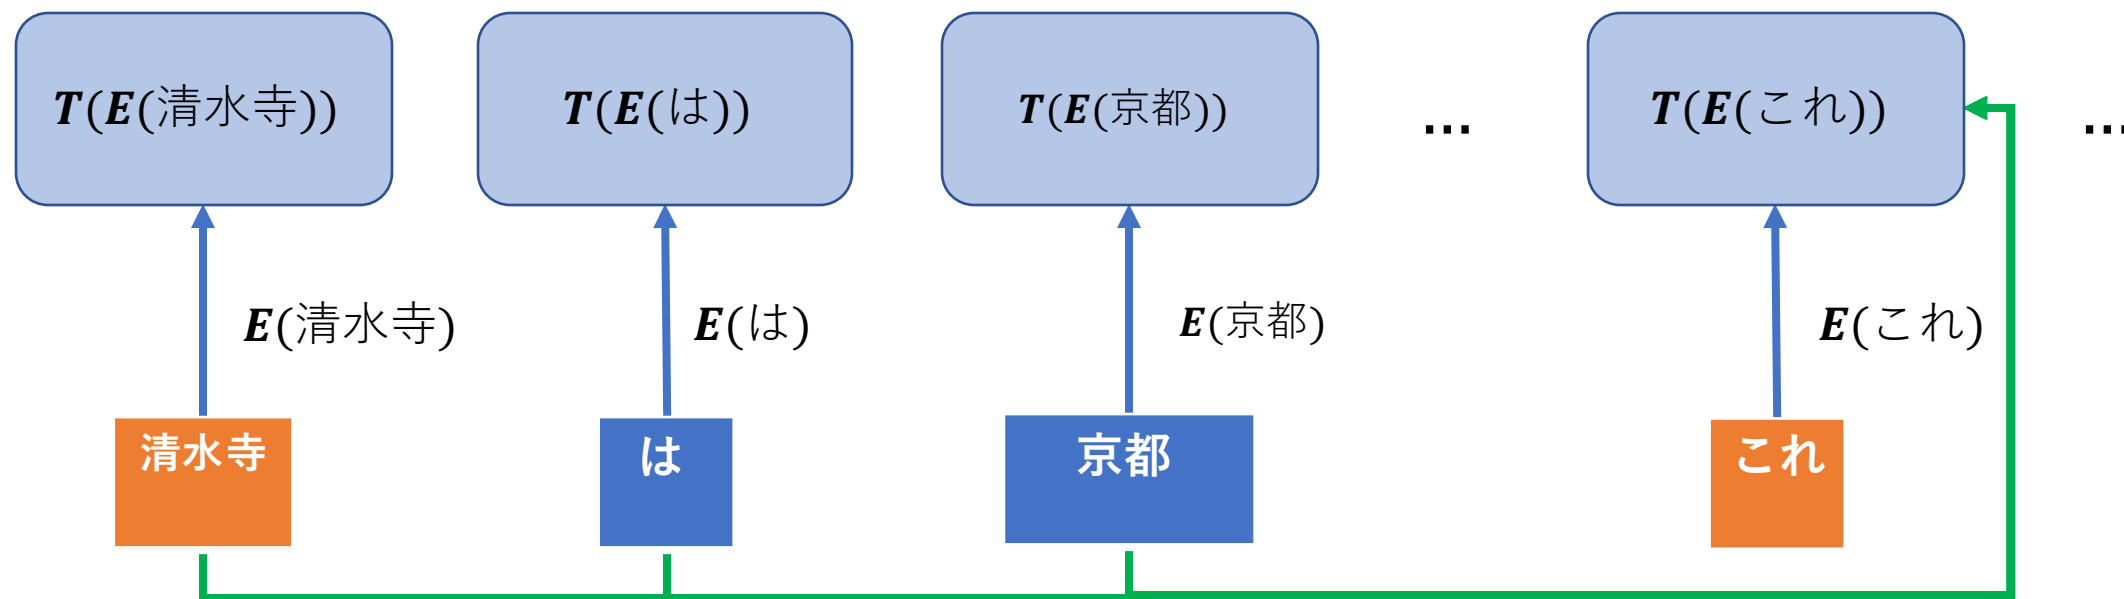 T(E(清水寺))
T(E(は))
T(E(京都))
…
T(E(これ))
…
E(清水寺)
E(は)
E(京都)
E(これ)
清水寺
は
京都
これ